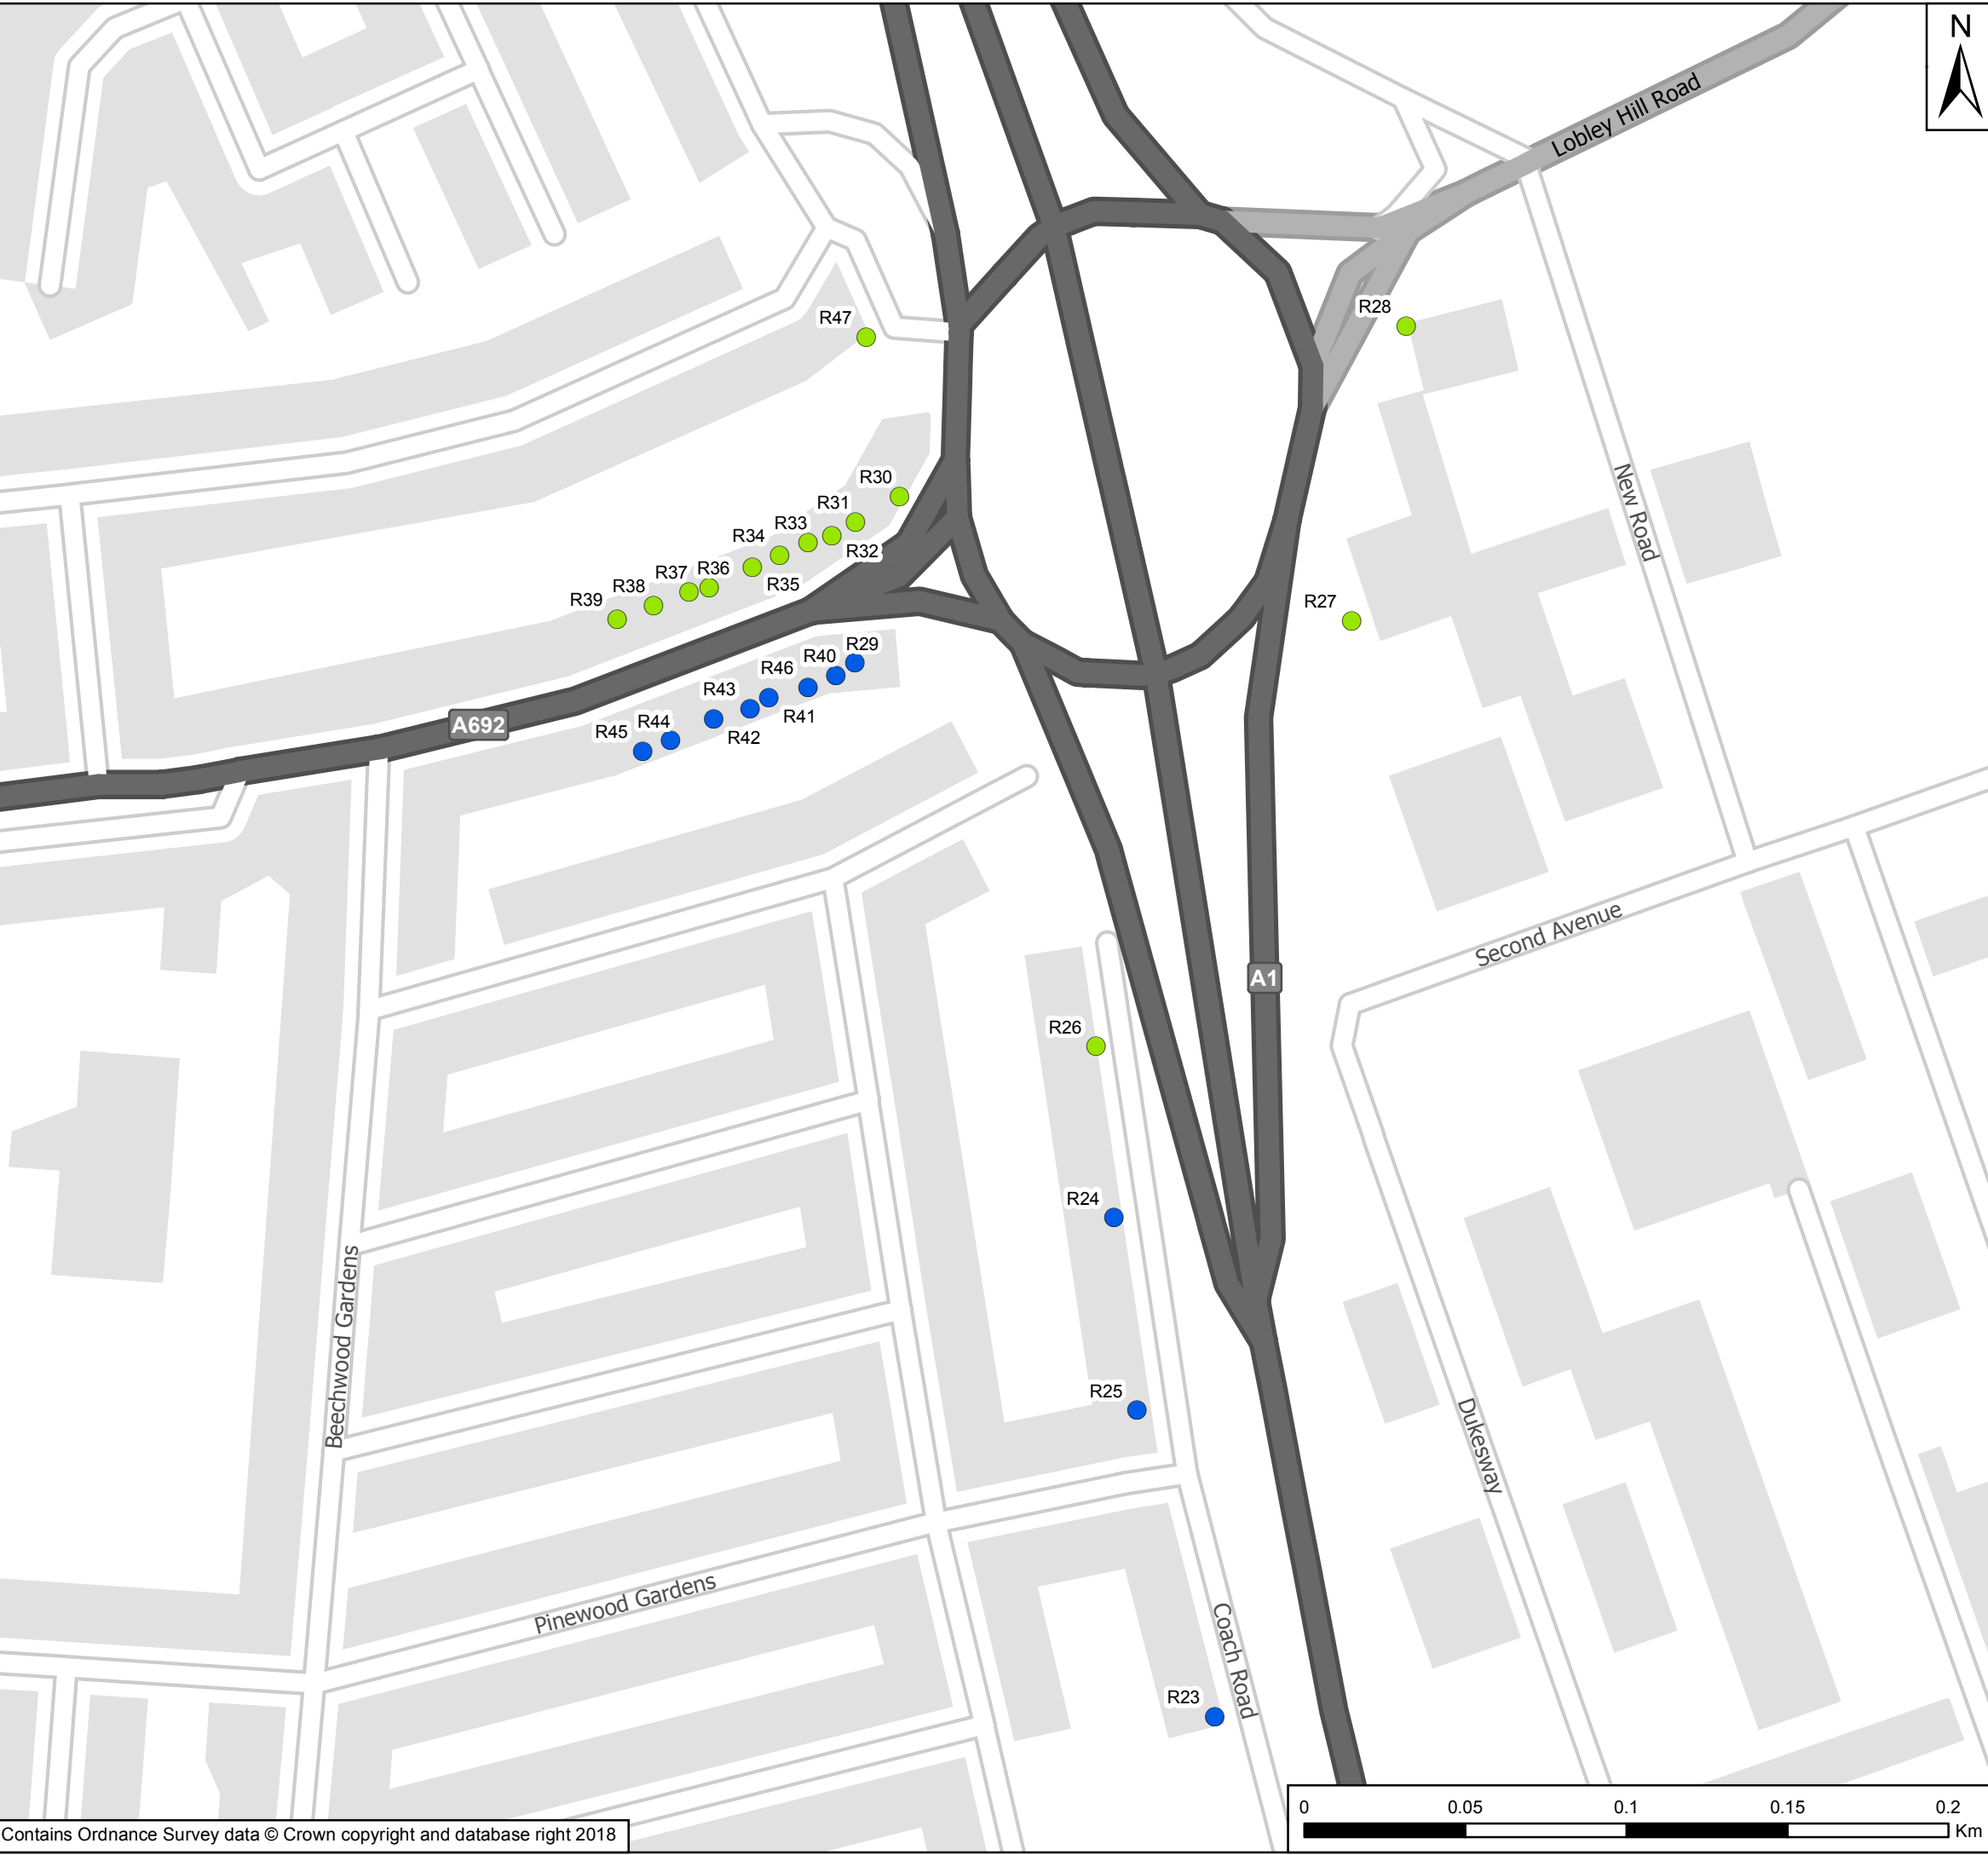 N
Lobley Hill Road
R28
R47
New Road
R30
R31
R33
R34
R32
R36
R37
R35
R38
R39
R27
R29
R40
R46
R43
R41
A692
R44
R45
R42
Second Avenue
A1
R26
R24
Beechwood Gardens
R25
Dukesway
Pinewood Gardens
Coach Road
R23
0 0.05 0.1 0.15 0.2
Km
Contains Ordnance Survey data © Crown copyright and database right 2018